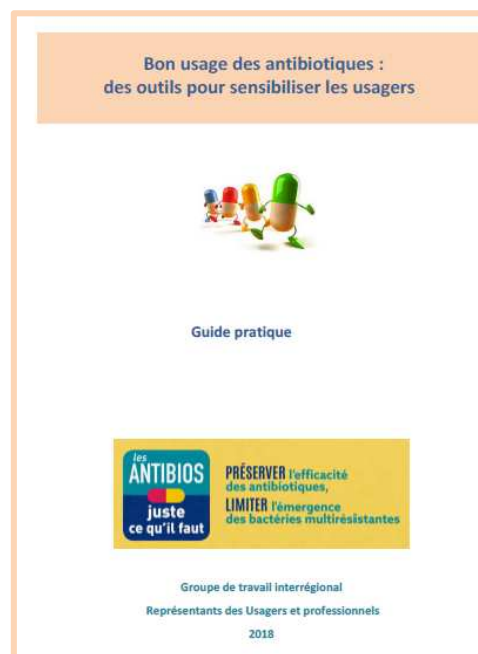 Bon usage des antibiotiques :
des outils pour sensibiliser les usagers
Guide pratique
les
ANTIBIOS
juste
ce qu'il faut
PRÉSERVER l'efficacité
des antibiotiques,
LIMITER l'émergence
des bactéries multirésistantes
Groupe de travail interrégional
Représentants des Usagers et professionnels
2018